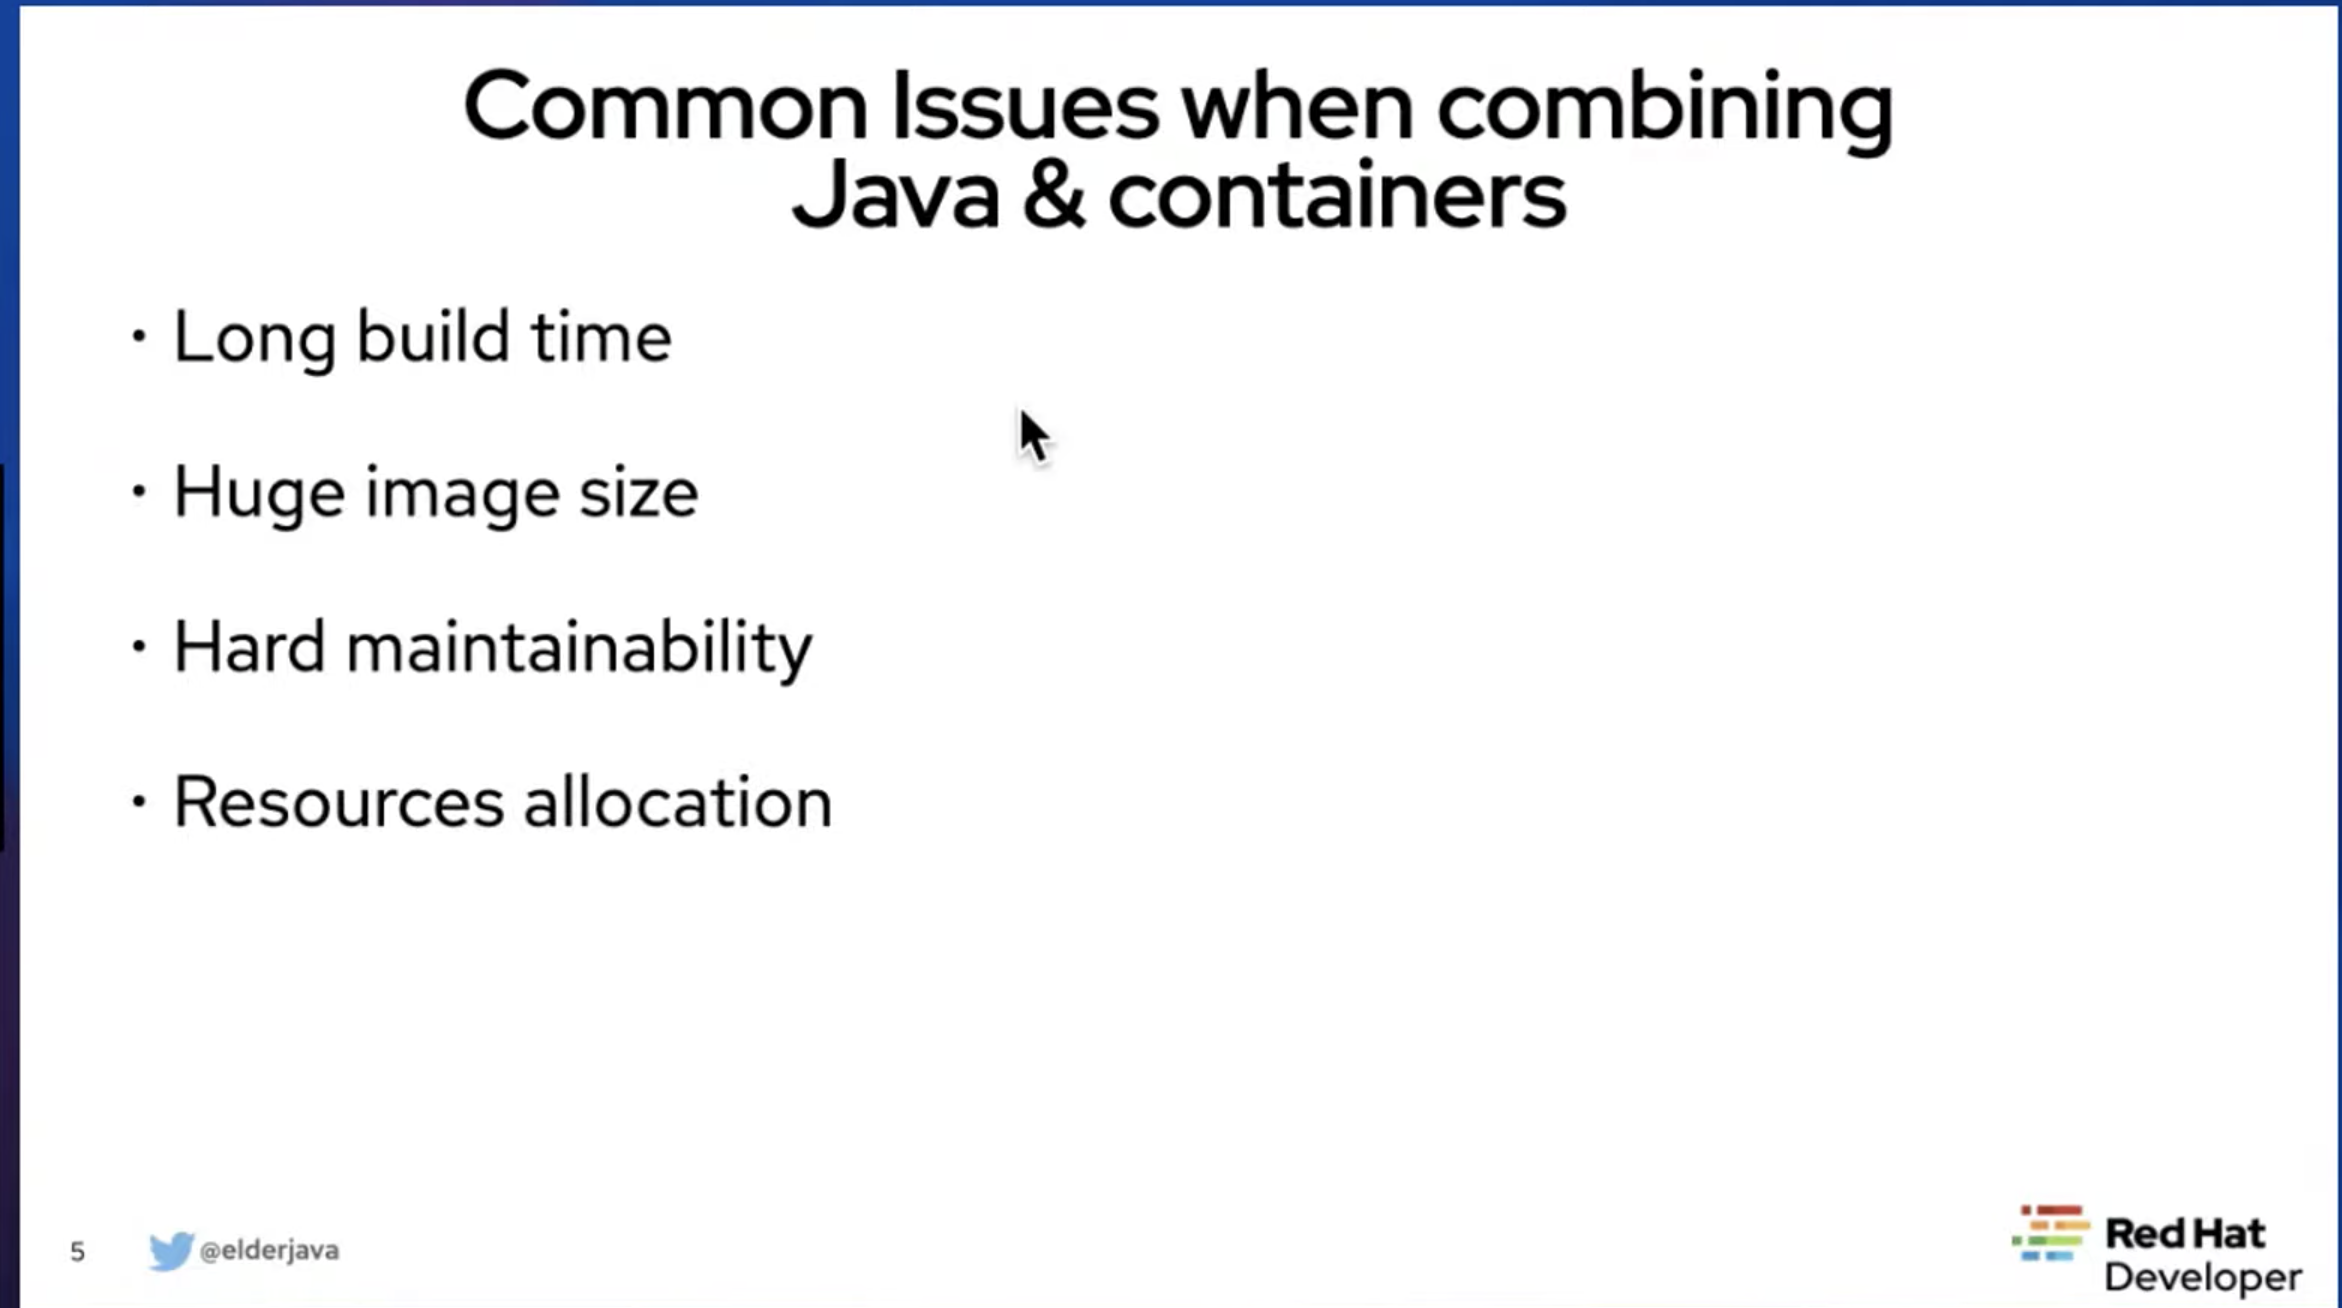 Common Issues when combining
Java & containers
• Long build time
• Huge image size
• Hard maintainability
• Resources allocation
5
@elderjava
Red Hat
Developer